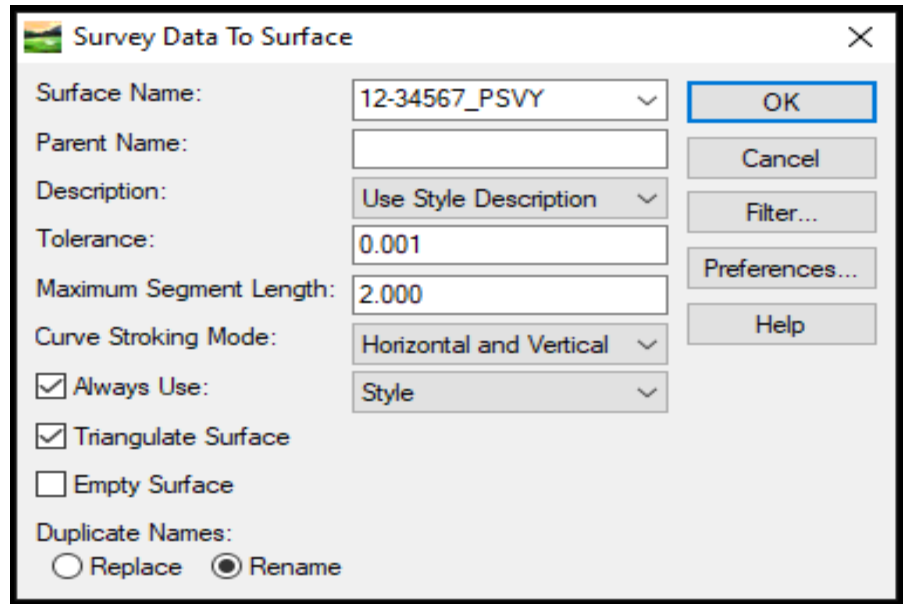 Survey Data To Surface
Surface Name: 12-34567_PSVY OK
Parent Name: Cancel
Description: Use Style Description Filter...
Tolerance: 0.001 Preferences...
Maximum Segment Length: 2.000 Help
Curve Stroking Mode: Horizontal and Vertical
Always Use: Style
Triangulate Surface
Empty Surface
Duplicate Names:
Replace Rename